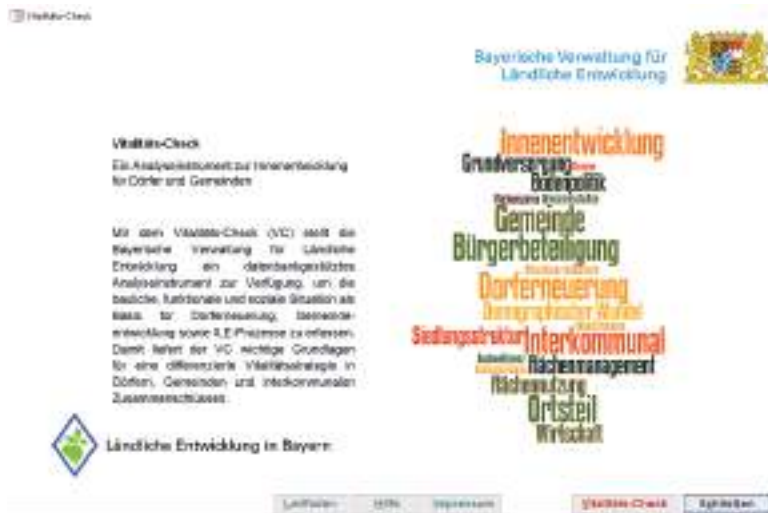 Vitalitäts-Check
Bayerische Verwaltung für
Ländliche Entwicklung
Vitalitäts-Check
Ein Analyseinstrument zur Innenentwicklung
für Dörfer und Gemeinden
Mit dem Vitalitäts-Check (VC) stellt die
Bayerische Verwaltung für Ländliche
Entwicklung ein datenbankgestütztes
Analyseinstrument zur Verfügung, um die
bauliche, funktionale und soziale Situation als
Basis für Dorferneuerung, Gemeinde-
entwicklung sowie ILE-Prozesse zu erfassen.
Damit liefert der VC wichtige Grundlagen
für eine differenzierte Vitalitätsstrategie in
Dörfern, Gemeinden und interkommunalen
Zusammenschlüssen.
Innenentwicklung
Grundversorgung
Bodenpolitik
Gemeinde
Bürgerbeteiligung
Dorferneuerung
Demographischer Wandel
Siedlungsstruktur Interkommunal
Flächenmanagement
Flächennutzung
Ortsteil
Wirtschaft
Ländliche Entwicklung in Bayern
Leitfaden Hilfe Impressum Vitalitäts-Check Schließen